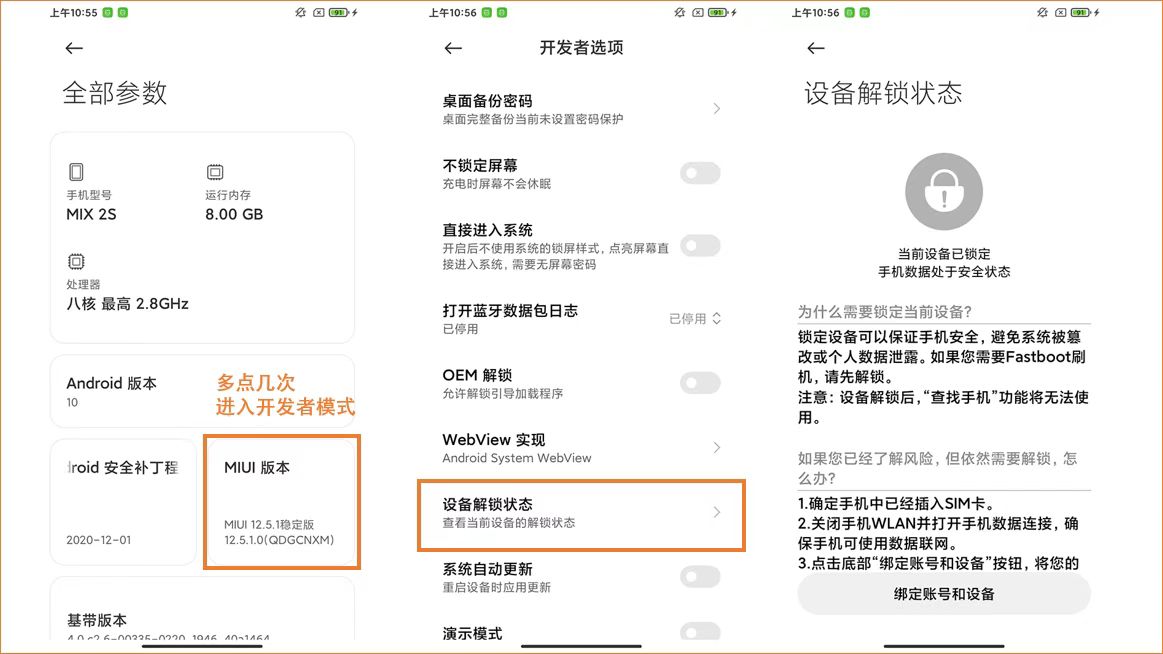 上午10:55
91
全部参数
手机型号
MIX 2S
运行内存
8.00 GB
处理器
八核 最高 2.8GHz
Android 版本
10
多点几次
进入开发者模式
droid 安全补丁程
2020-12-01
MIUI 版本
MIUI 12.5.1稳定版
12.5.1.0(QDGCNXM)
基带版本
4.0.c2.6-00335-0220_1946_40a1464
上午10:56
91
开发者选项
桌面备份密码
桌面完整备份当前未设置密码保护
不锁定屏幕
充电时屏幕不会休眠
直接进入系统
开启后不使用系统的锁屏样式，点亮屏幕直
接进入系统，需要无屏幕密码
打开蓝牙数据包日志
已停用
已停用
OEM 解锁
允许解锁引导加载程序
WebView 实现
Android System WebView
设备解锁状态
查看当前设备的解锁状态
系统自动更新
重启设备时应用更新
演示模式
上午10:56
91
设备解锁状态
当前设备已锁定
手机数据处于安全状态
为什么需要锁定当前设备？
锁定设备可以保证手机安全，避免系统被篡
改或个人数据泄露。如果您需要Fastboot刷
机，请先解锁。
注意：设备解锁后，“查找手机”功能将无法使
用。
如果您已经了解风险，但依然需要解锁，怎
么办？
1.确定手机中已经插入SIM卡。
2.关闭手机WLAN并打开手机数据连接，确
保手机可使用数据联网。
3.点击底部“绑定账号和设备”按钮，将您的
绑定账号和设备